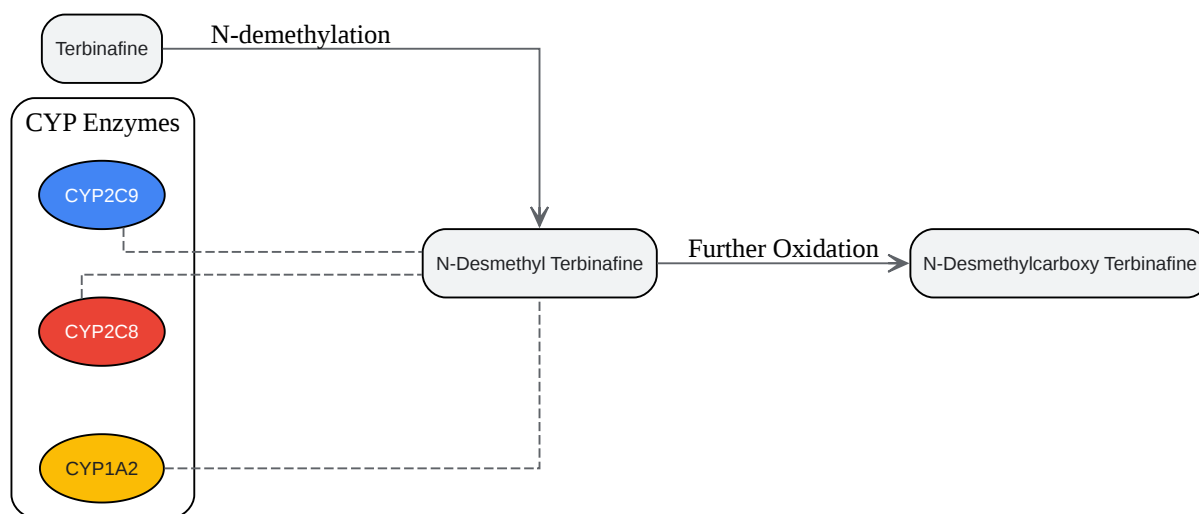 Terbinafine
N-demethylation
CYP Enzymes
CYP2C9
N-Desmethyl Terbinafine
Further Oxidation
N-Desmethylcarboxy Terbinafine
CYP2C8
CYP1A2